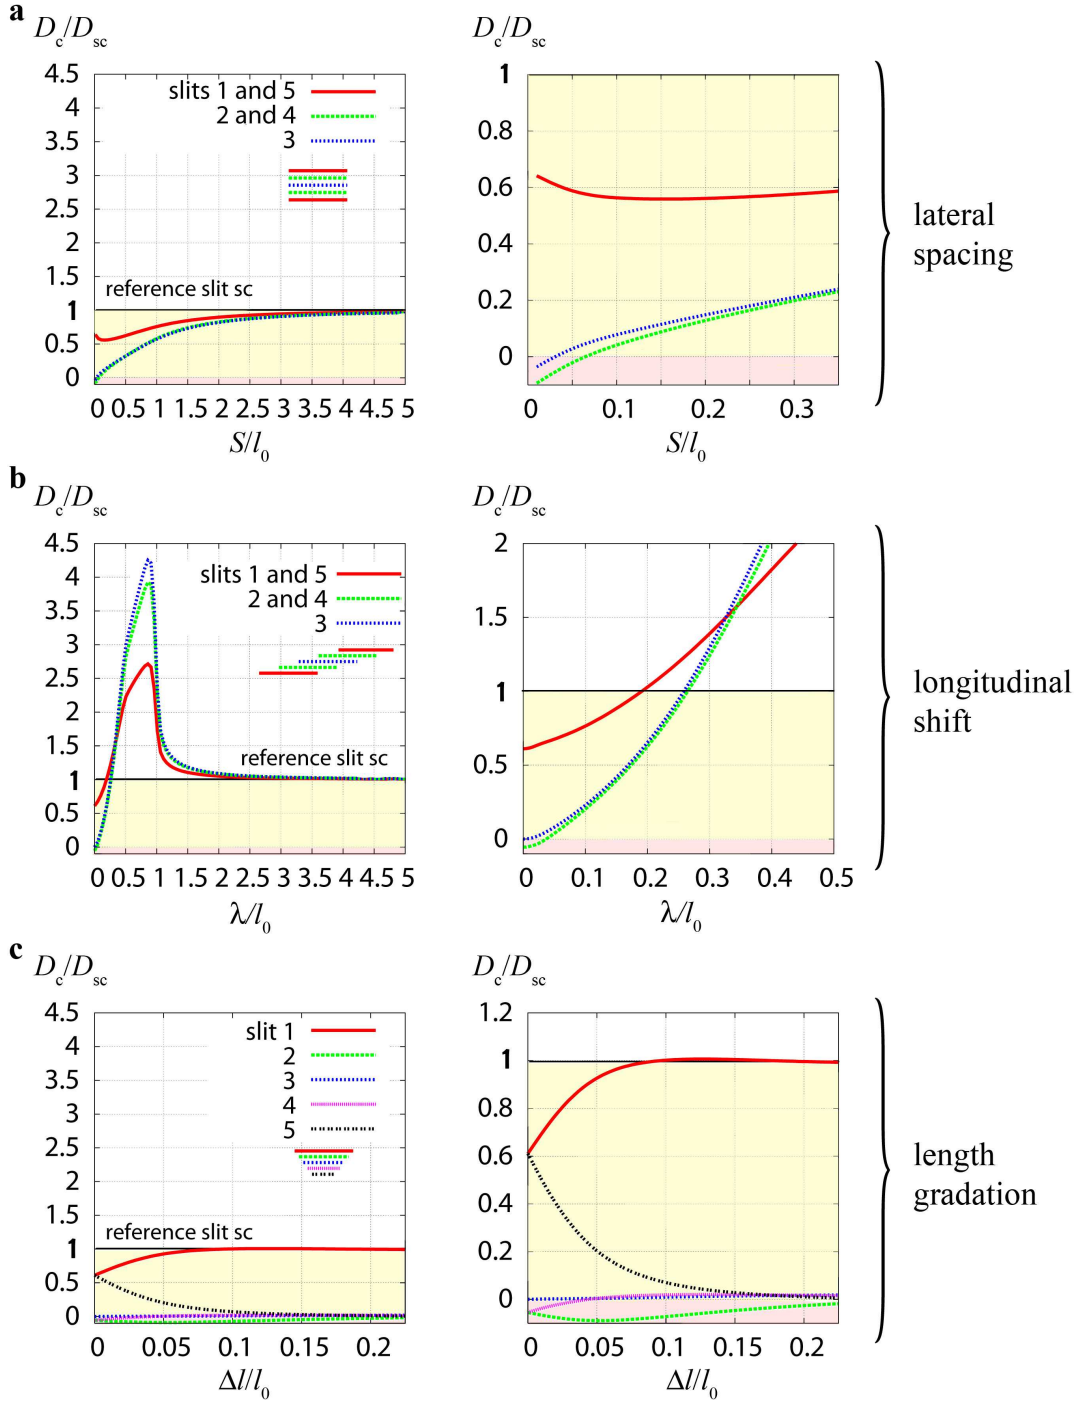 a
Dc/Dsc
4.5
4
3.5
3
2.5
2
1.5
1
0.5
0
slits 1 and 5
2 and 4
3
reference slit sc
0 0.5 1 1.5 2 2.5 3 3.5 4 4.5 5
S/l0
Dc/Dsc
1
0.8
0.6
0.4
0.2
0
0 0.1 0.2 0.3
S/l0
lateral
spacing
b
Dc/Dsc
4.5
4
3.5
3
2.5
2
1.5
1
0.5
0
slits 1 and 5
2 and 4
3
reference slit sc
0 0.5 1 1.5 2 2.5 3 3.5 4 4.5 5
λ/l0
Dc/Dsc
2
1.5
1
0.5
0
0 0.1 0.2 0.3 0.4 0.5
λ/l0
longitudinal
shift
c
Dc/Dsc
4.5
4
3.5
3
2.5
2
1.5
1
0.5
0
slit 1
2
3
4
5
reference slit sc
0 0.05 0.1 0.15 0.2
Δl/l0
Dc/Dsc
1.2
1
0.8
0.6
0.4
0.2
0
0 0.05 0.1 0.15 0.2
Δl/l0
length
gradation